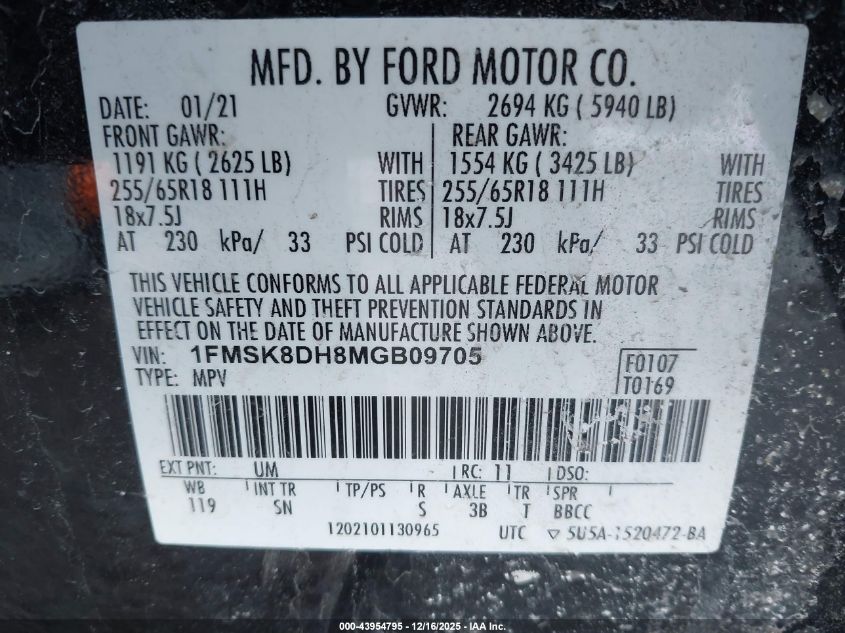 MFD. BY FORD MOTOR CO.
DATE: 01/21 GVWR: 2694 KG ( 5940 LB)
FRONT GAWR: REAR GAWR:
1191 KG ( 2625 LB) WITH 1554 KG ( 3425 LB) WITH
255/65R18 111H TIRES 255/65R18 111H TIRES
18x7.5J RIMS 18x7.5J RIMS
AT 230 kPa/ 33 PSI COLD AT 230 kPa/ 33 PSI COLD
THIS VEHICLE CONFORMS TO ALL APPLICABLE FEDERAL MOTOR
VEHICLE SAFETY AND THEFT PREVENTION STANDARDS IN
EFFECT ON THE DATE OF MANUFACTURE SHOWN ABOVE.
VIN: 1FMSK8DH8MGB09705 F0107
TYPE: MPV T0169
EXT PNT: UM RC: 11 DSO:
WB INT TR TP/PS R AXLE TR SPR
119 SN S 3B T BBCC
1202101130965 UTC ▽ 5U5A-1520472-BA
000-43954795 - 12/16/2025 - IAA Inc.